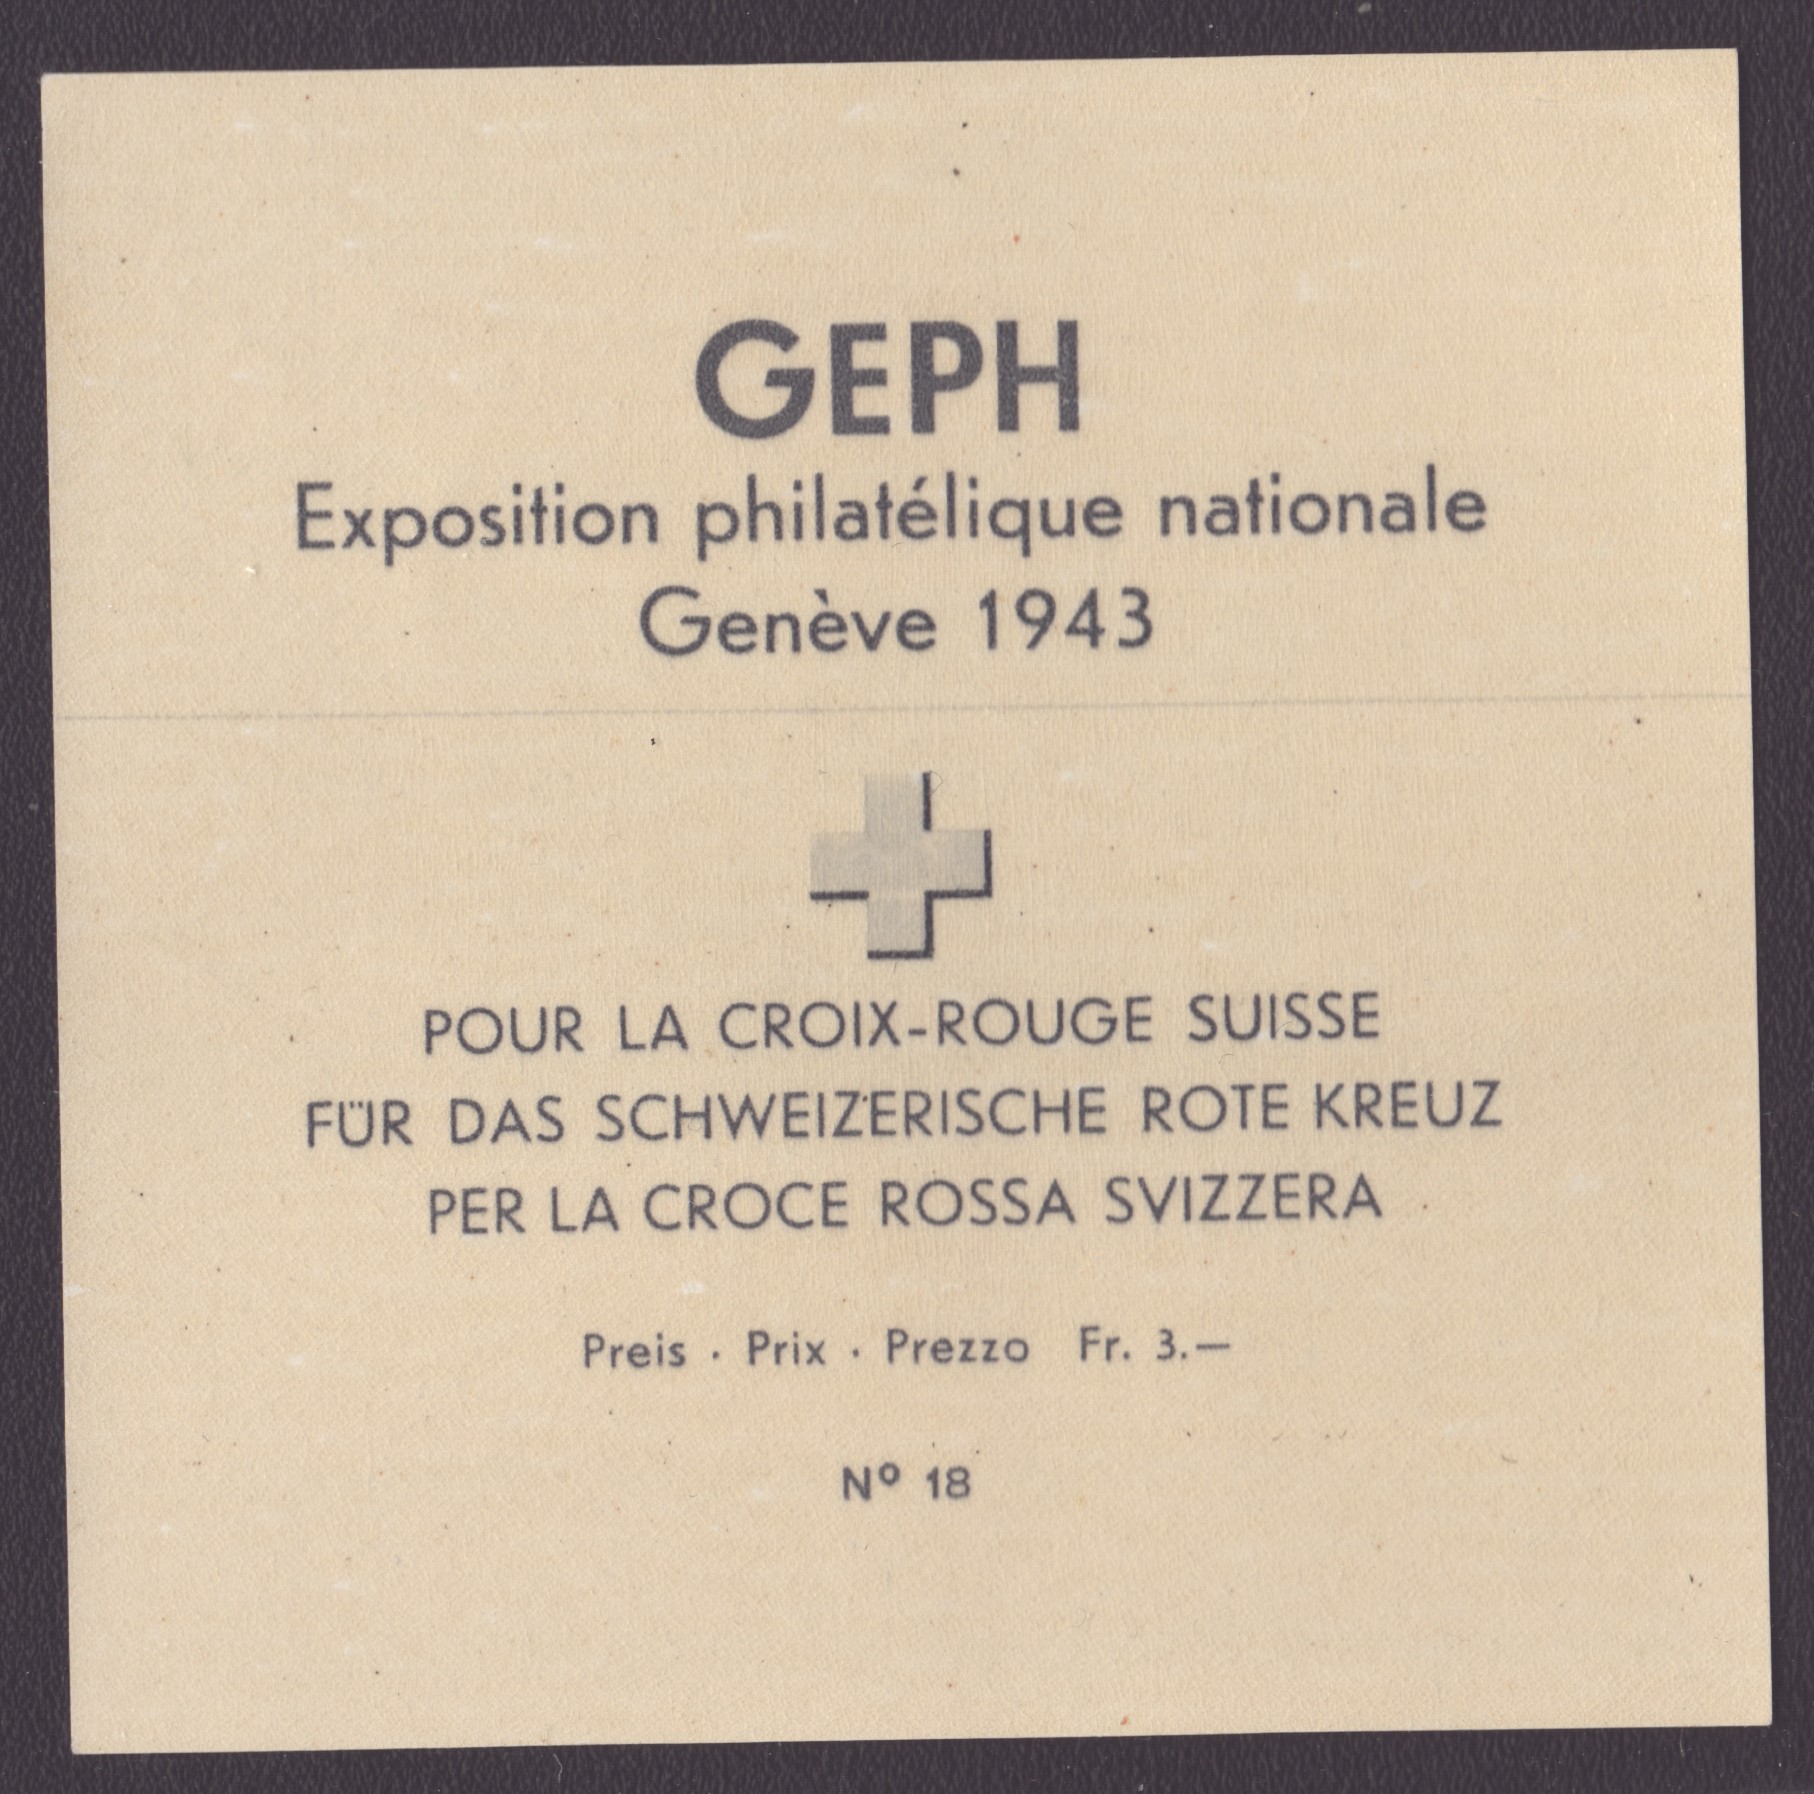 GEPH
Exposition philatélique nationale
Genève 1943
POUR LA CROIX-ROUGE SUISSE
FÜR DAS SCHWEIZERISCHE ROTE KREUZ
PER LA CROCE ROSSA SVIZZERA
Preis · Prix · Prezzo Fr. 3.—
Nº 18